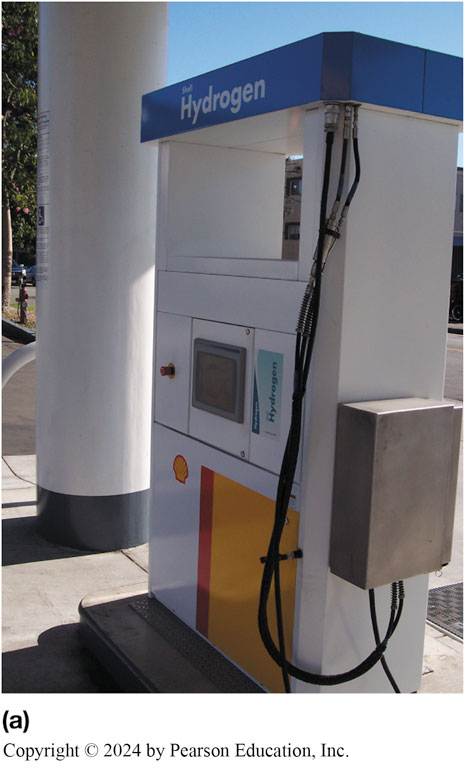 Shell
Hydrogen
Hydrogen
(a)
Copyright © 2024 by Pearson Education, Inc.